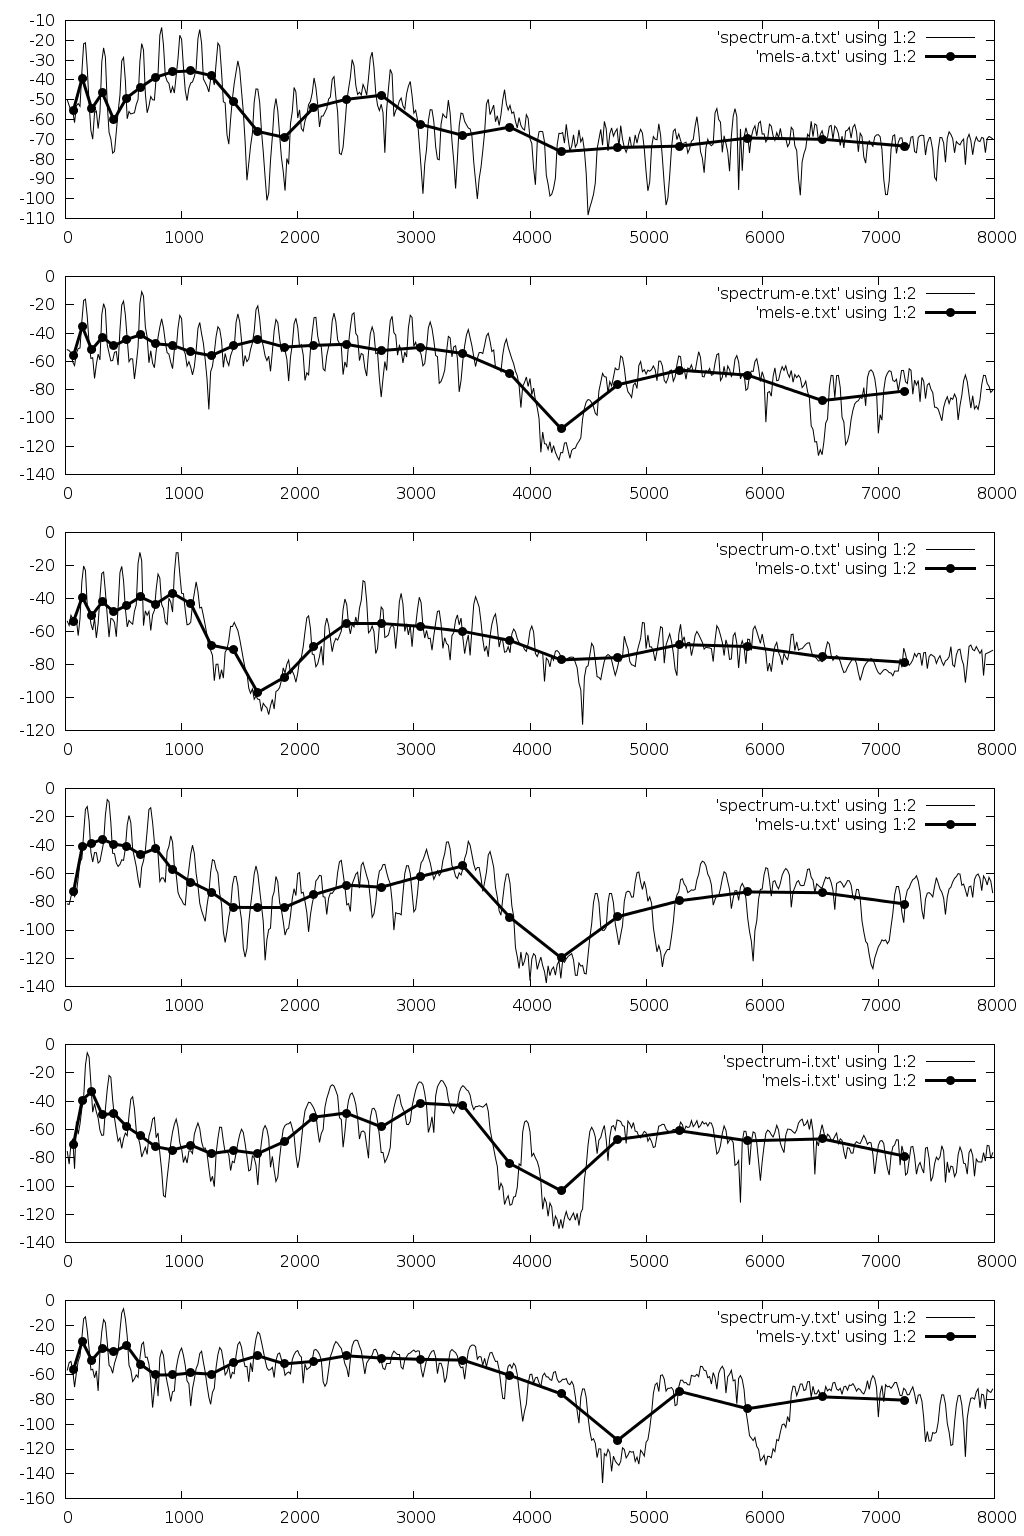 -10
'spectrum-a.txt' using 1:2
-20
'mels-a.txt' using 1:2
-30
-40
-50
-60
-70
-80
-90
-100
-110
0 1000 2000 3000 4000 5000 6000 7000 8000
0
'spectrum-e.txt' using 1:2
-20
'mels-e.txt' using 1:2
-40
-60
-80
-100
-120
-140
0 1000 2000 3000 4000 5000 6000 7000 8000
0
'spectrum-o.txt' using 1:2
-20
'mels-o.txt' using 1:2
-40
-60
-80
-100
-120
0 1000 2000 3000 4000 5000 6000 7000 8000
0
'spectrum-u.txt' using 1:2
-20
'mels-u.txt' using 1:2
-40
-60
-80
-100
-120
-140
0 1000 2000 3000 4000 5000 6000 7000 8000
0
'spectrum-i.txt' using 1:2
-20
'mels-i.txt' using 1:2
-40
-60
-80
-100
-120
-140
0 1000 2000 3000 4000 5000 6000 7000 8000
0
'spectrum-y.txt' using 1:2
-20
'mels-y.txt' using 1:2
-40
-60
-80
-100
-120
-140
-160
0 1000 2000 3000 4000 5000 6000 7000 8000